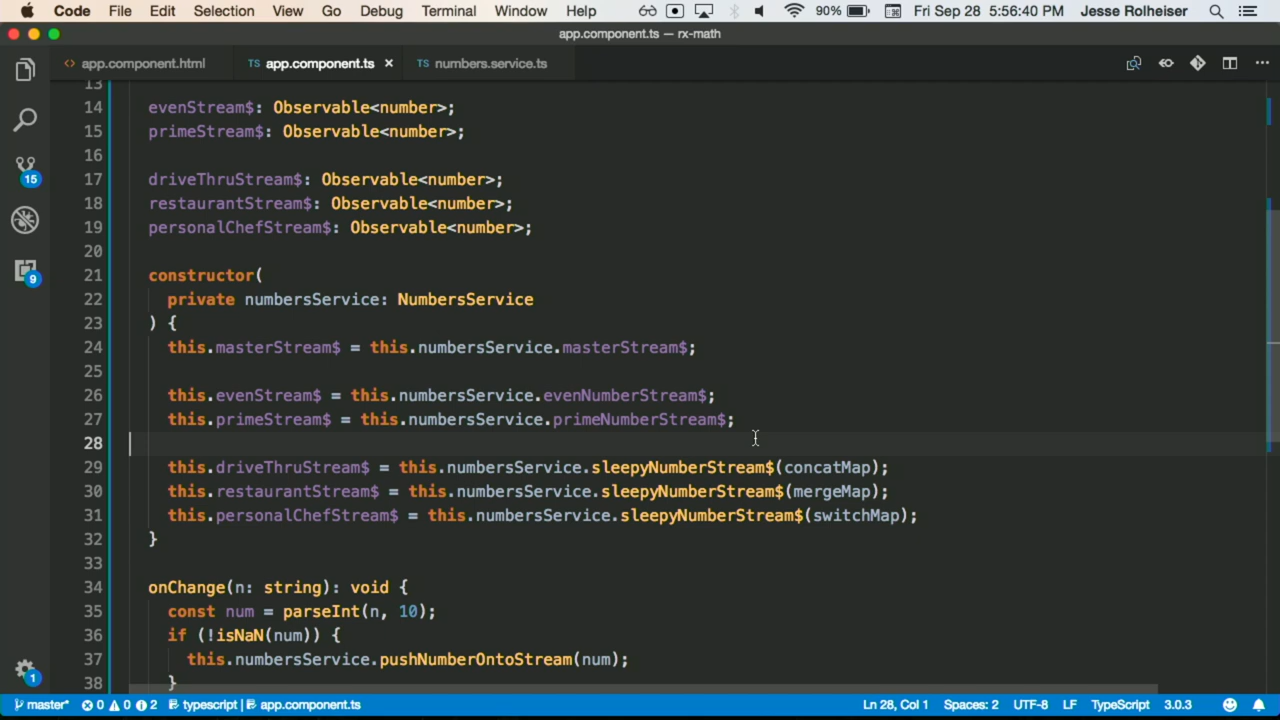 Code File Edit Selection View Go Debug Terminal Window Help 90% Fri Sep 28 5:56:40 PM Jesse Rolheiser
app.component.ts — rx-math
<> app.component.html TS app.component.ts × TS numbers.service.ts
13
14 evenStream$: Observable<number>;
15 primeStream$: Observable<number>;
16
17 driveThruStream$: Observable<number>;
18 restaurantStream$: Observable<number>;
19 personalChefStream$: Observable<number>;
20
21 constructor(
22 private numbersService: NumbersService
23 ) {
24 this.masterStream$ = this.numbersService.masterStream$;
25
26 this.evenStream$ = this.numbersService.evenNumberStream$;
27 this.primeStream$ = this.numbersService.primeNumberStream$;
28
29 this.driveThruStream$ = this.numbersService.sleepyNumberStream$(concatMap);
30 this.restaurantStream$ = this.numbersService.sleepyNumberStream$(mergeMap);
31 this.personalChefStream$ = this.numbersService.sleepyNumberStream$(switchMap);
32 }
33
34 onChange(n: string): void {
35 const num = parseInt(n, 10);
36 if (!isNaN(num)) {
37 this.numbersService.pushNumberOntoStream(num);
38 }
15
9
1
master* 0 0 2 typescript | app.component.ts Ln 28, Col 1 Spaces: 2 UTF-8 LF TypeScript 3.0.3